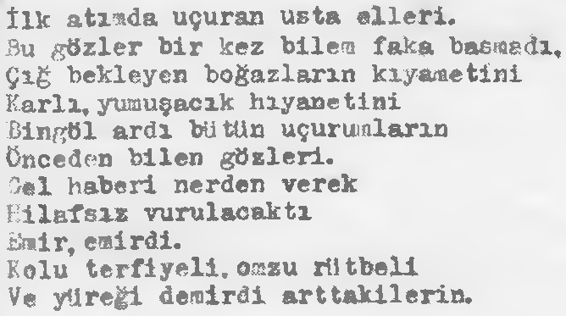 İlk atımda uçuran usta elleri.
Bu gözler bir kez bilem faka basmadı,
Çığ bekleyen boğazların kıyametini
Karlı, yumuşacık hıyanetini
Bingöl ardı bütün uçurumların
Önceden bilen gözleri.
Gel haberi nerden verek
Hilafsız vurulacaktı
Emir, emirdi.
Kolu terfiyeli, omzu rütbeli
Ve yüreği demirdi arttakilerin.